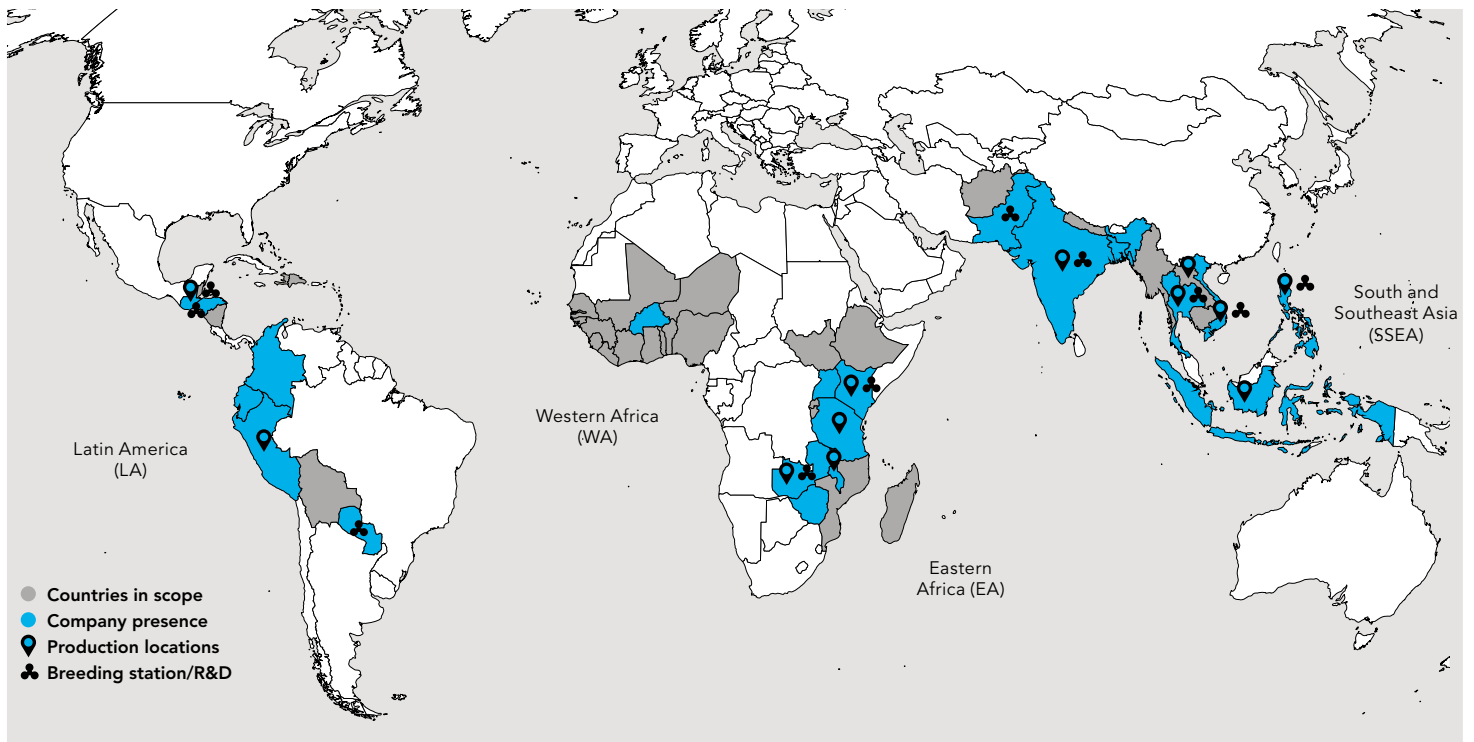 South and
Southeast Asia
(SSEA)
Western Africa
(WA)
Latin America
(LA)
Eastern
Africa (EA)
Countries in scope
Company presence
Production locations
Breeding station/R&D